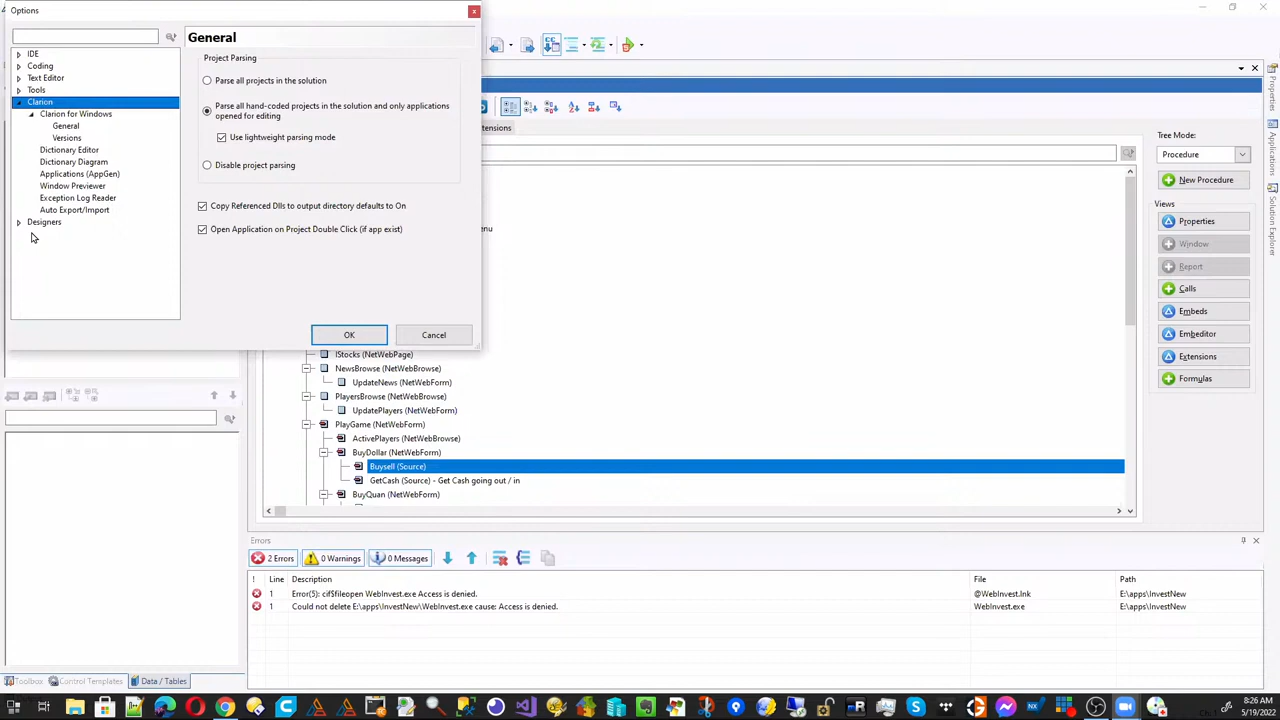 Options
General
IDE
Coding
Text Editor
Tools
Clarion
Clarion for Windows
General
Versions
Dictionary Editor
Dictionary Diagram
Applications (AppGen)
Window Previewer
Exception Log Reader
Auto Export/Import
Designers
Project Parsing
Parse all projects in the solution
Parse all hand-coded projects in the solution and only applications
opened for editing
Use lightweight parsing mode
Disable project parsing
Copy Referenced Dlls to output directory defaults to On
Open Application on Project Double Click (if app exist)
OK
Cancel
Tree Mode:
Procedure
New Procedure
Views
Properties
Window
Report
Calls
Embeds
Embeditor
Extensions
Formulas
Properties
Applications
Solution Explorer
IStocks (NetWebPage)
NewsBrowse (NetWebBrowse)
UpdateNews (NetWebForm)
PlayersBrowse (NetWebBrowse)
UpdatePlayers (NetWebForm)
PlayGame (NetWebForm)
ActivePlayers (NetWebBrowse)
BuyDollar (NetWebForm)
Buysell (Source)
GetCash (Source) - Get Cash going out / in
BuyQuan (NetWebForm)
Errors
2 Errors
0 Warnings
0 Messages
! Line Description File Path
1 Error(5): cif$fileopen WebInvest.exe Access is denied. @WebInvest.lnk E:\apps\InvestNew
1 Could not delete E:\apps\InvestNew\WebInvest.exe cause: Access is denied. WebInvest.exe E:\apps\InvestNew
Toolbox
Control Templates
Data / Tables
8:26 AM
5/19/2022